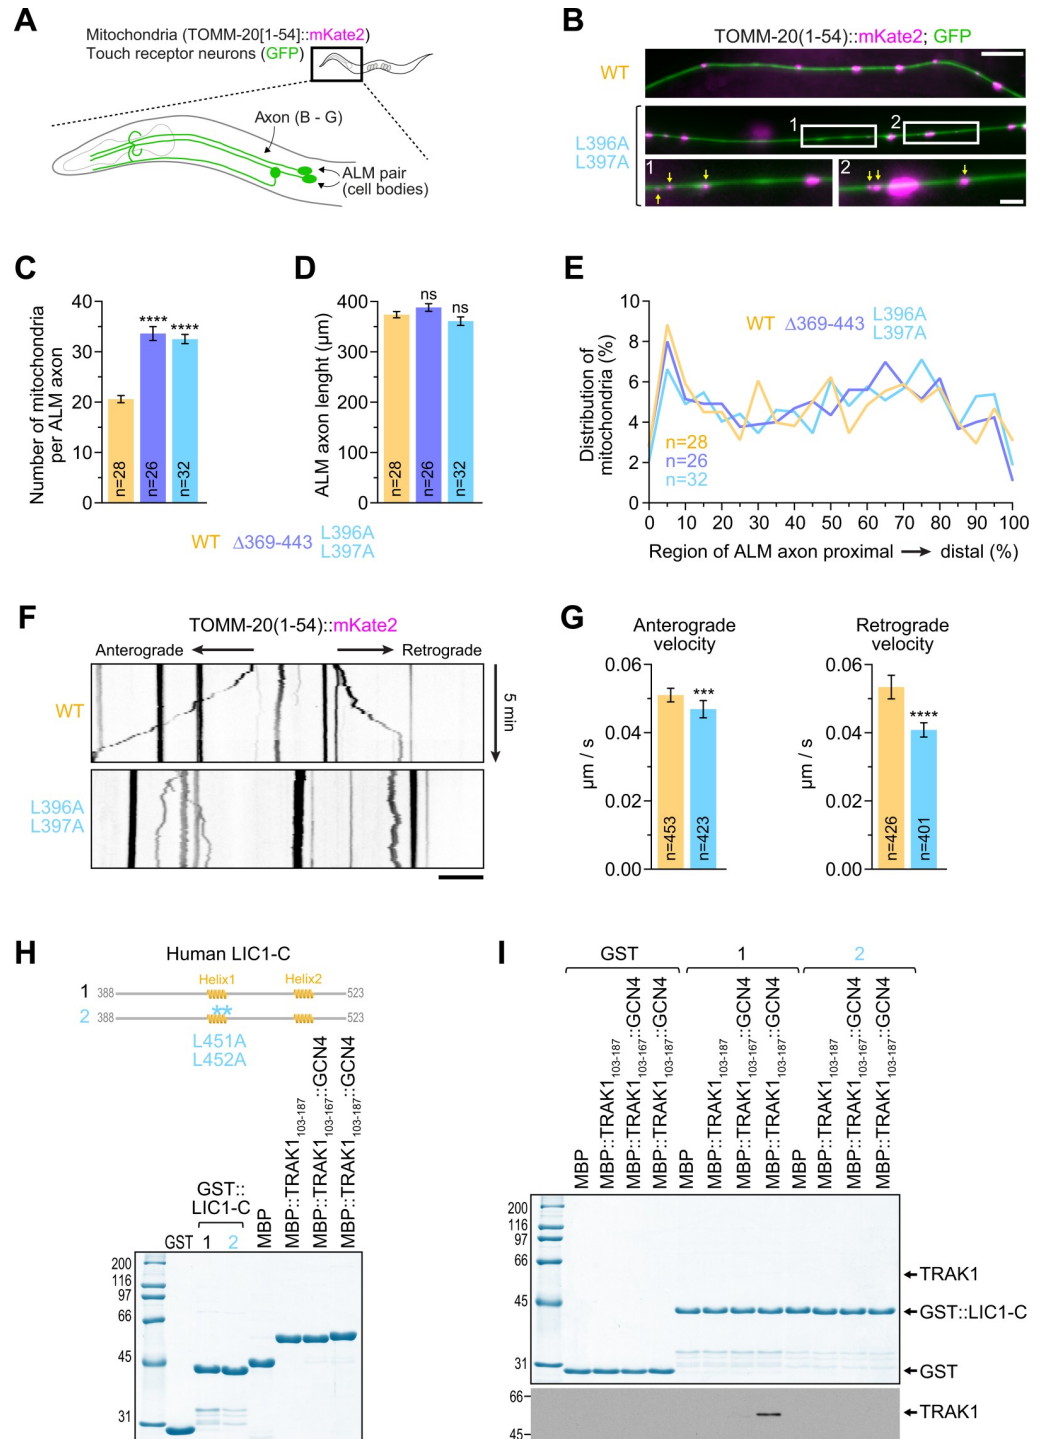 A
Mitochondria (TOMM-20[1-54]::mKate2)
Touch receptor neurons (GFP)
Axon (B - G)
ALM pair
(cell bodies)
B
TOMM-20(1-54)::mKate2; GFP
WT
L396A
L397A
1
2
1
2
C
Number of mitochondria
per ALM axon
40
30
20
10
0
****
****
n=28
n=26
n=32
D
ALM axon lenght (µm)
400
300
200
100
0
ns
ns
n=28
n=26
n=32
WT
Δ369-443
L396A
L397A
E
Distribution of
mitochondria (%)
10
8
6
4
2
0
WT
Δ369-443
L396A
L397A
n=28
n=26
n=32
0 10 20 30 40 50 60 70 80 90 100
Region of ALM axon proximal → distal (%)
F
TOMM-20(1-54)::mKate2
Anterograde
Retrograde
WT
5 min
L396A
L397A
G
Anterograde
velocity
µm / s
0.06
0.04
0.02
0.00
***
n=453
n=423
Retrograde
velocity
µm / s
0.06
0.04
0.02
0.00
****
n=426
n=401
H
Human LIC1-C
Helix1
Helix2
1 388
523
**
2 388
523
L451A
L452A
GST::
LIC1-C
GST
1
2
MBP
MBP::TRAK1103-187
MBP::TRAK1103-167::GCN4
MBP::TRAK1103-187::GCN4
200
116
97
66
45
31
I
GST
1
2
MBP
MBP::TRAK1103-187
MBP::TRAK1103-167::GCN4
MBP::TRAK1103-187::GCN4
MBP
MBP::TRAK1103-187
MBP::TRAK1103-167::GCN4
MBP::TRAK1103-187::GCN4
MBP
MBP::TRAK1103-187
MBP::TRAK1103-167::GCN4
MBP::TRAK1103-187::GCN4
200
116
97
66
45
31
TRAK1
GST::LIC1-C
GST
66
45
TRAK1